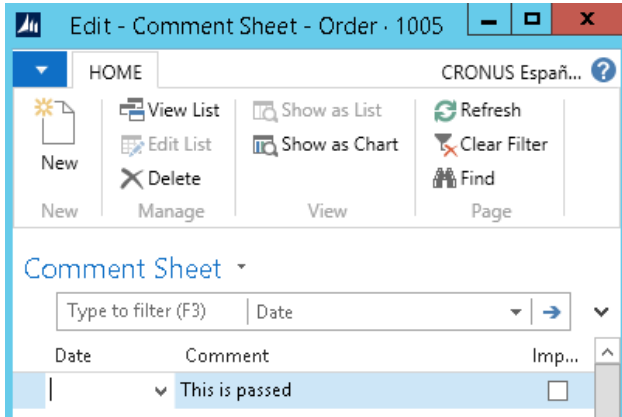 Edit - Comment Sheet - Order · 1005
HOME
CRONUS Españ... ?
New
View List
Edit List
Delete
Show as List
Show as Chart
Refresh
Clear Filter
Find
New
Manage
View
Page
Comment Sheet
Type to filter (F3)
Date
Date
Comment
Imp...
This is passed